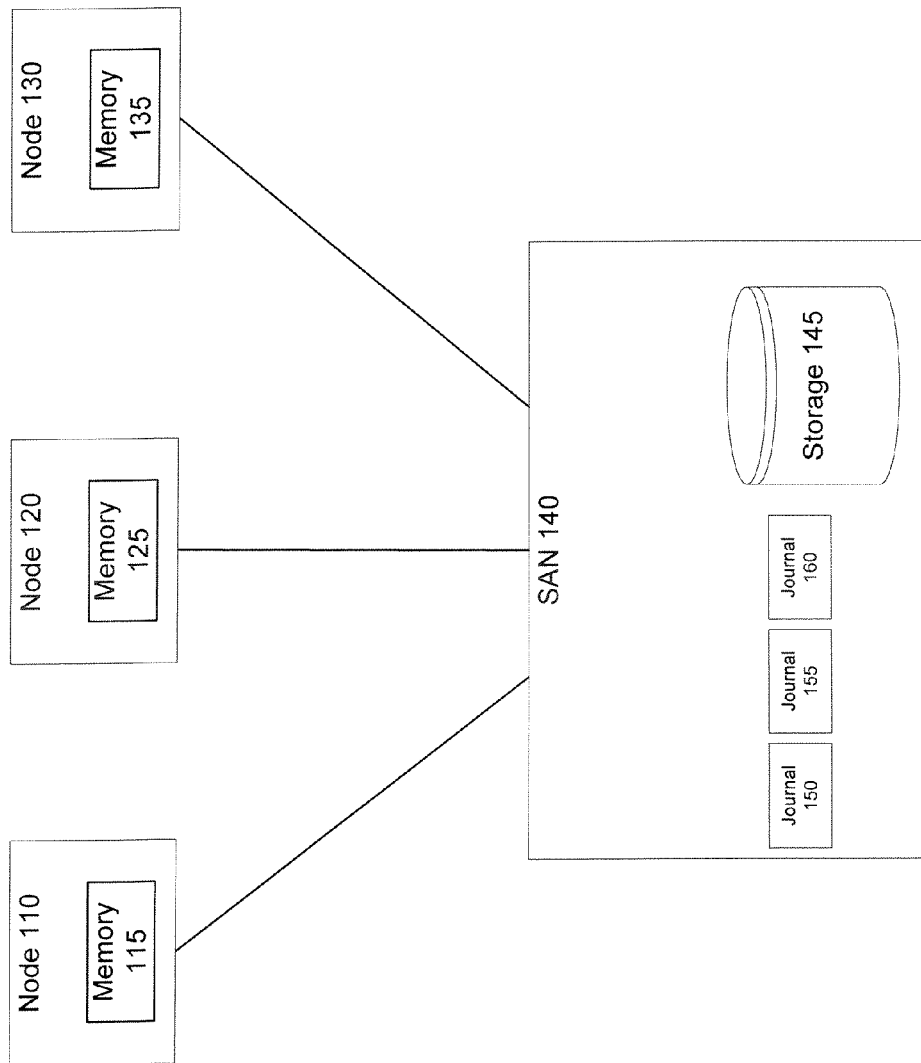 Node 110
Memory
115
Node 120
Memory
125
Node 130
Memory
135
SAN 140
Journal
150
Journal
155
Journal
160
Storage 145